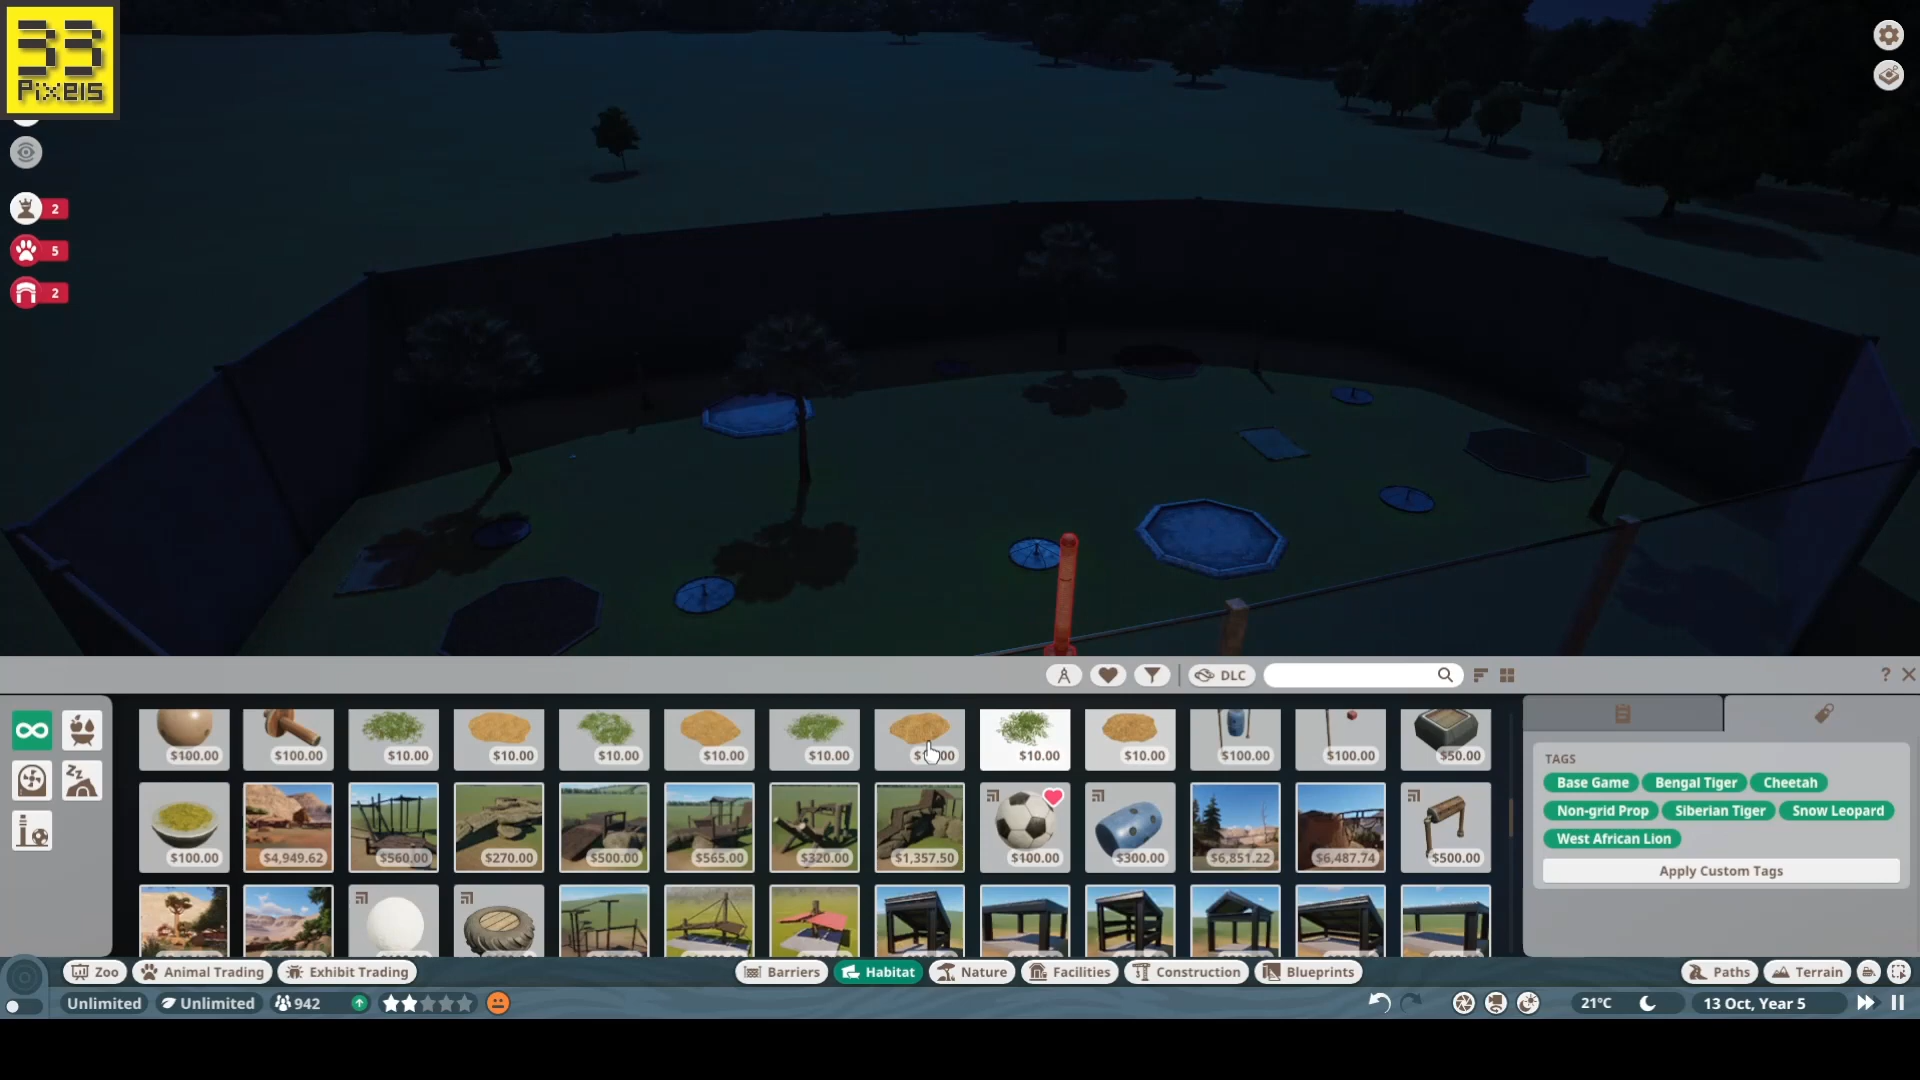 33
Pixels
2
5
2
DLC
?
$100.00 $100.00 $10.00 $10.00 $10.00 $10.00 $10.00 $10.00 $10.00 $100.00 $100.00 $50.00
$100.00 $4,949.62 $560.00 $270.00 $500.00 $565.00 $320.00 $1,357.50 $100.00 $300.00 $6,851.22 $6,487.74 $500.00
TAGS
Base Game Bengal Tiger Cheetah
Non-grid Prop Siberian Tiger Snow Leopard
West African Lion
Apply Custom Tags
Zoo Animal Trading Exhibit Trading Barriers Habitat Nature Facilities Construction Blueprints Paths Terrain
Unlimited Unlimited 942 21°C 13 Oct, Year 5